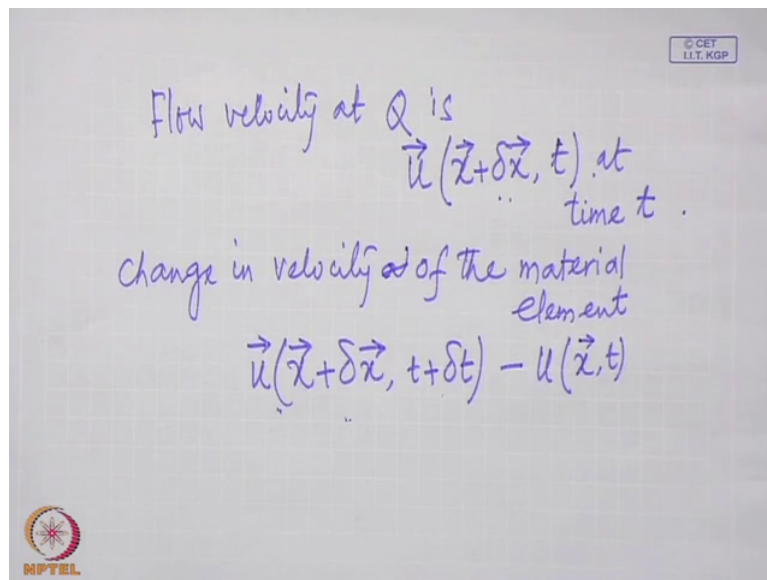 © CET
I.I.T. KGP
Flow velocity at Q is
u⃗(x⃗+δx⃗, t) at
time t.
Change in velocity of the material
element
u⃗(x⃗+δx⃗, t+δt) − u(x⃗,t)
NPTEL